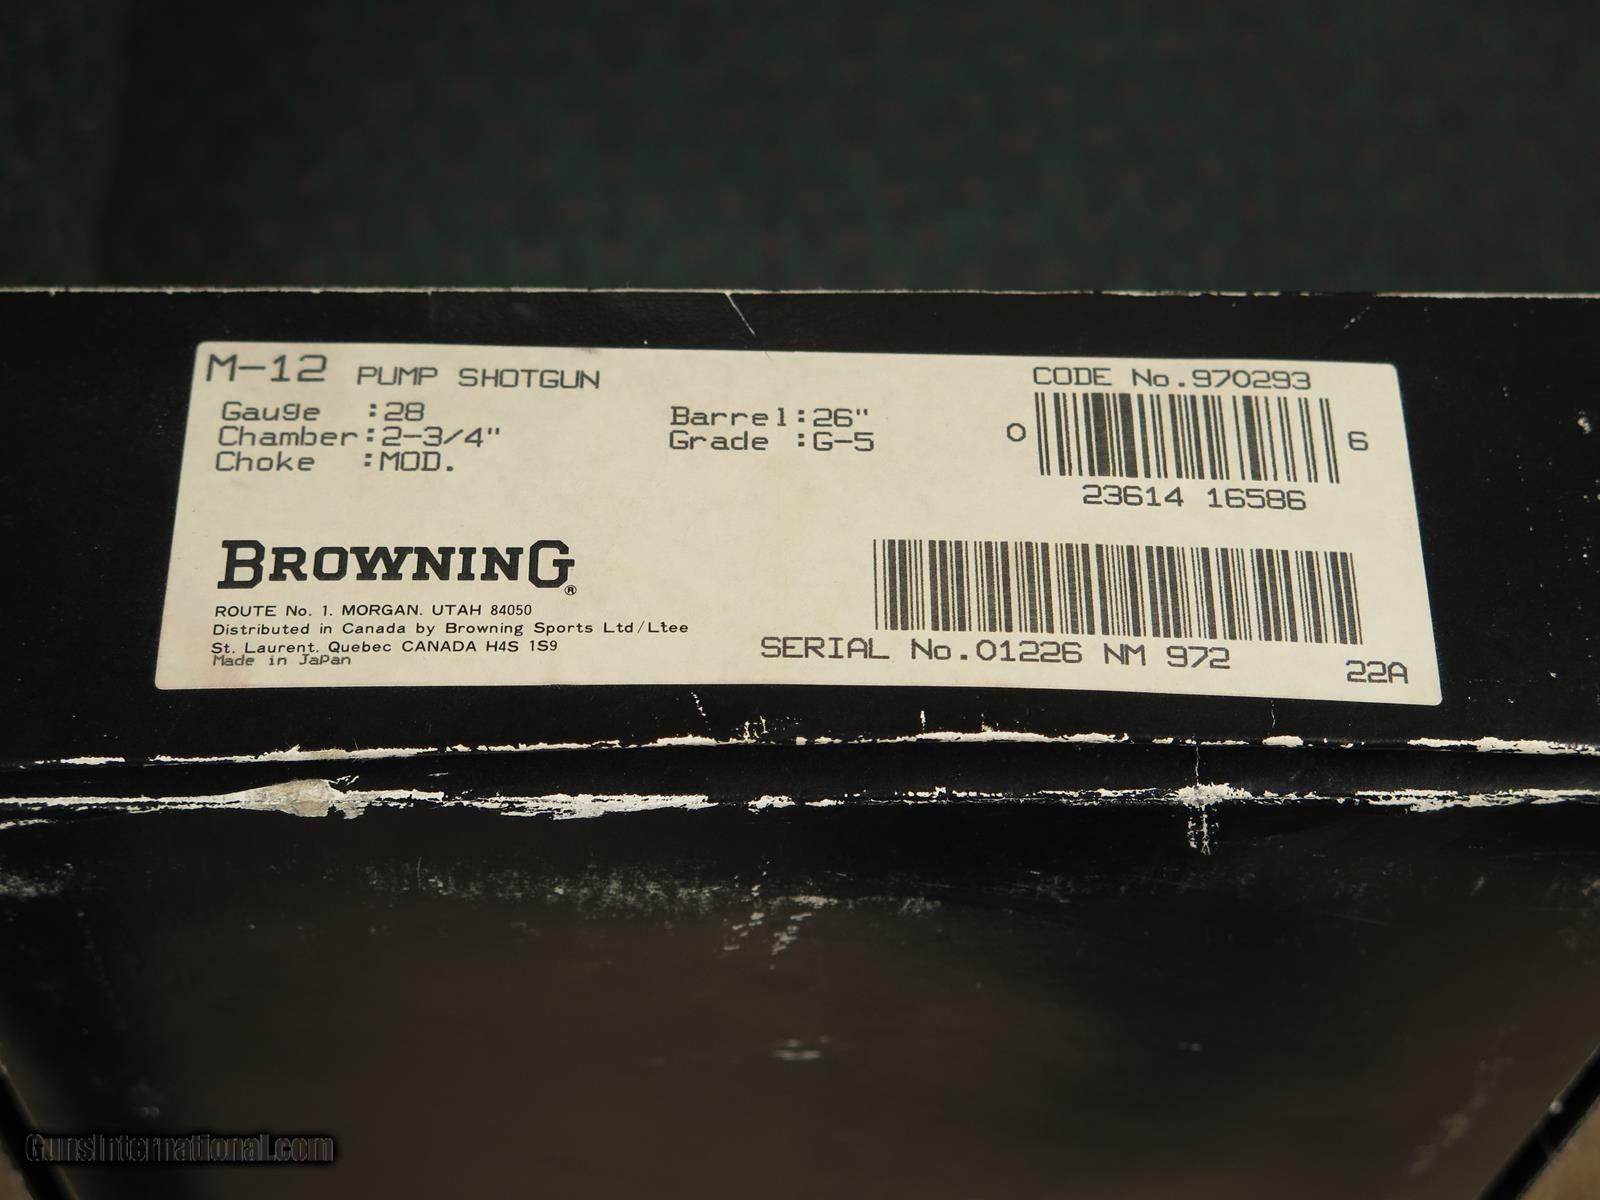 M-12 PUMP SHOTGUN
Gauge :28
Chamber:2-3/4"
Choke :MOD.
Barrel:26"
Grade :G-5
CODE No.970293
0 6
23614 16586
BROWNING®
ROUTE No. 1. MORGAN. UTAH 84050
Distributed in Canada by Browning Sports Ltd/Ltee
St. Laurent. Quebec CANADA H4S 1S9
Made in JaPan
SERIAL No.01226 NM 972
22A
GunsInternational.com